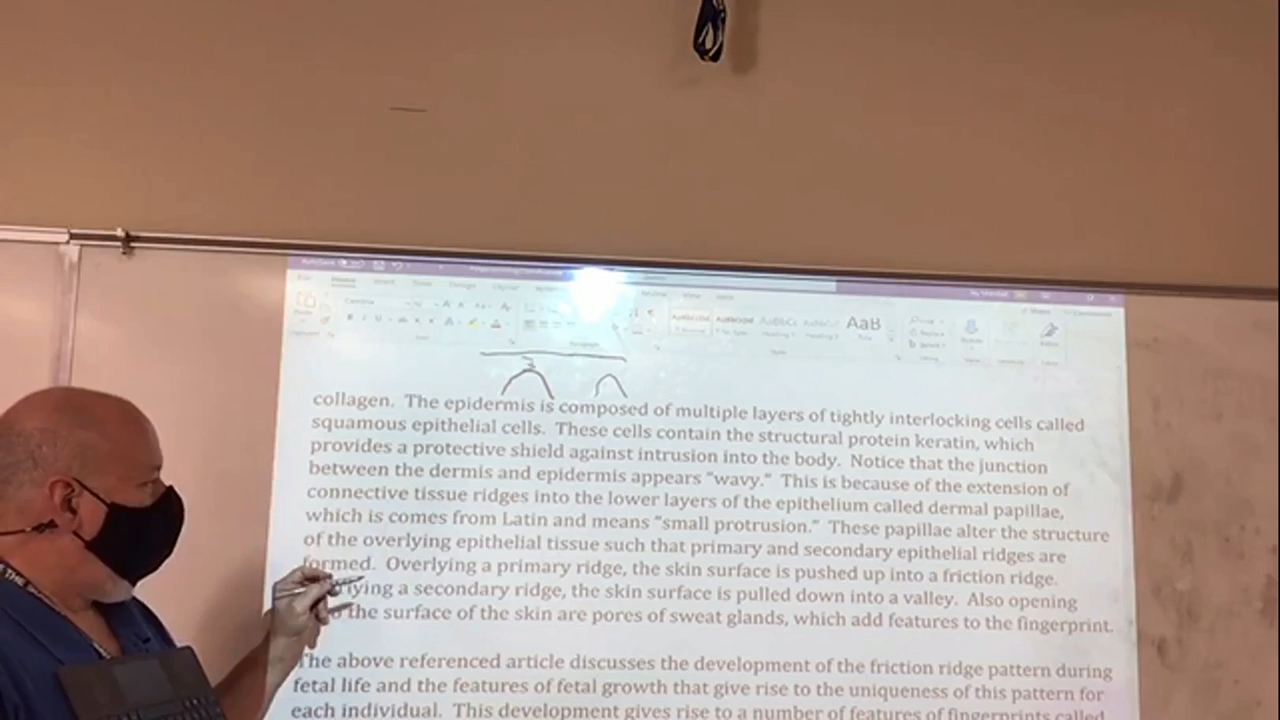 AaB
collagen. The epidermis is composed of multiple layers of tightly interlocking cells called
squamous epithelial cells. These cells contain the structural protein keratin, which
provides a protective shield against intrusion into the body. Notice that the junction
between the dermis and epidermis appears "wavy." This is because of the extension of
connective tissue ridges into the lower layers of the epithelium called dermal papillae,
which is comes from Latin and means "small protrusion." These papillae alter the structure
of the overlying epithelial tissue such that primary and secondary epithelial ridges are
formed. Overlying a primary ridge, the skin surface is pushed up into a friction ridge.
a secondary ridge, the skin surface is pulled down into a valley. Also opening
the surface of the skin are pores of sweat glands, which add features to the fingerprint.
The above referenced article discusses the development of the friction ridge pattern during
fetal life and the features of fetal growth that give rise to the uniqueness of this pattern for
each individual. This development gives rise to a number of features of fingerprints called
THE